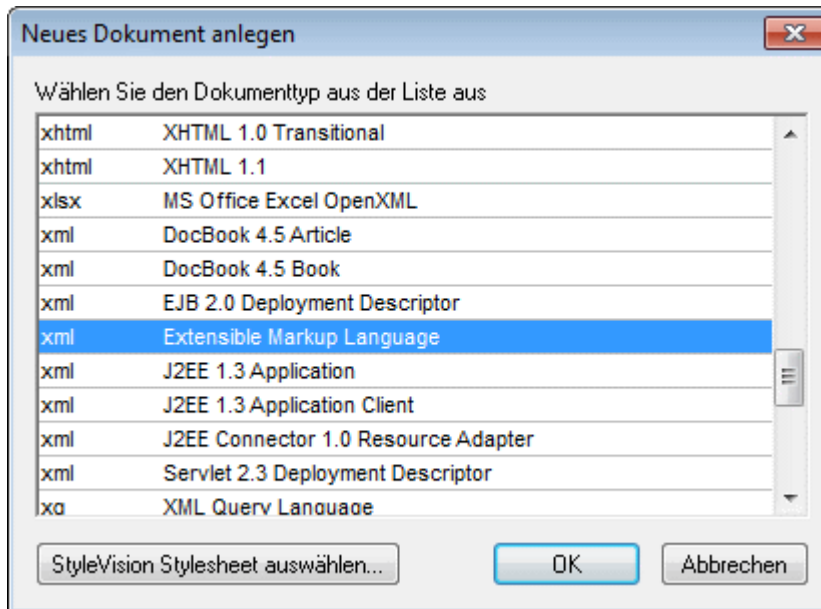 Neues Dokument anlegen
Wählen Sie den Dokumenttyp aus der Liste aus
xhtml XHTML 1.0 Transitional
xhtml XHTML 1.1
xlsx MS Office Excel OpenXML
xml DocBook 4.5 Article
xml DocBook 4.5 Book
xml EJB 2.0 Deployment Descriptor
xml Extensible Markup Language
xml J2EE 1.3 Application
xml J2EE 1.3 Application Client
xml J2EE Connector 1.0 Resource Adapter
xml Servlet 2.3 Deployment Descriptor
xq XML Query Language
StyleVision Stylesheet auswählen... OK Abbrechen